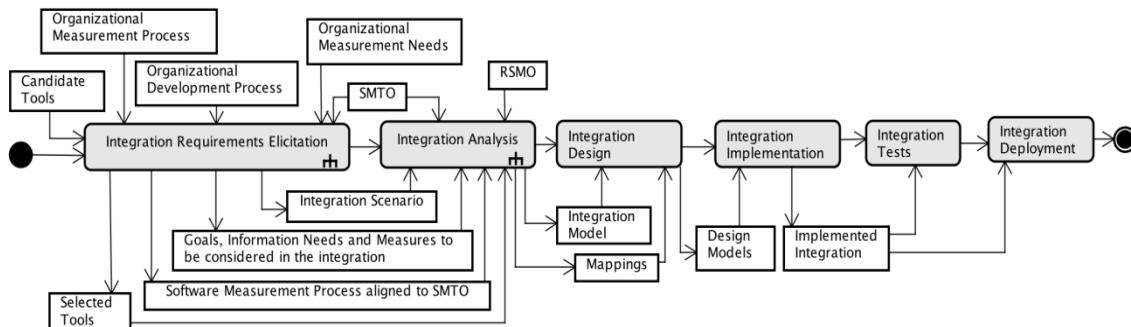 Organizational
Measurement Process
Organizational
Measurement Needs
Candidate
Tools
Organizational
Development Process
SMTO
RSMO
Integration Requirements Elicitation
Integration Analysis
Integration
Design
Integration
Implementation
Integration
Tests
Integration
Deployment
Integration Scenario
Goals, Information Needs and Measures to
be considered in the integration
Software Measurement Process aligned to SMTO
Selected
Tools
Integration
Model
Mappings
Design
Models
Implemented
Integration